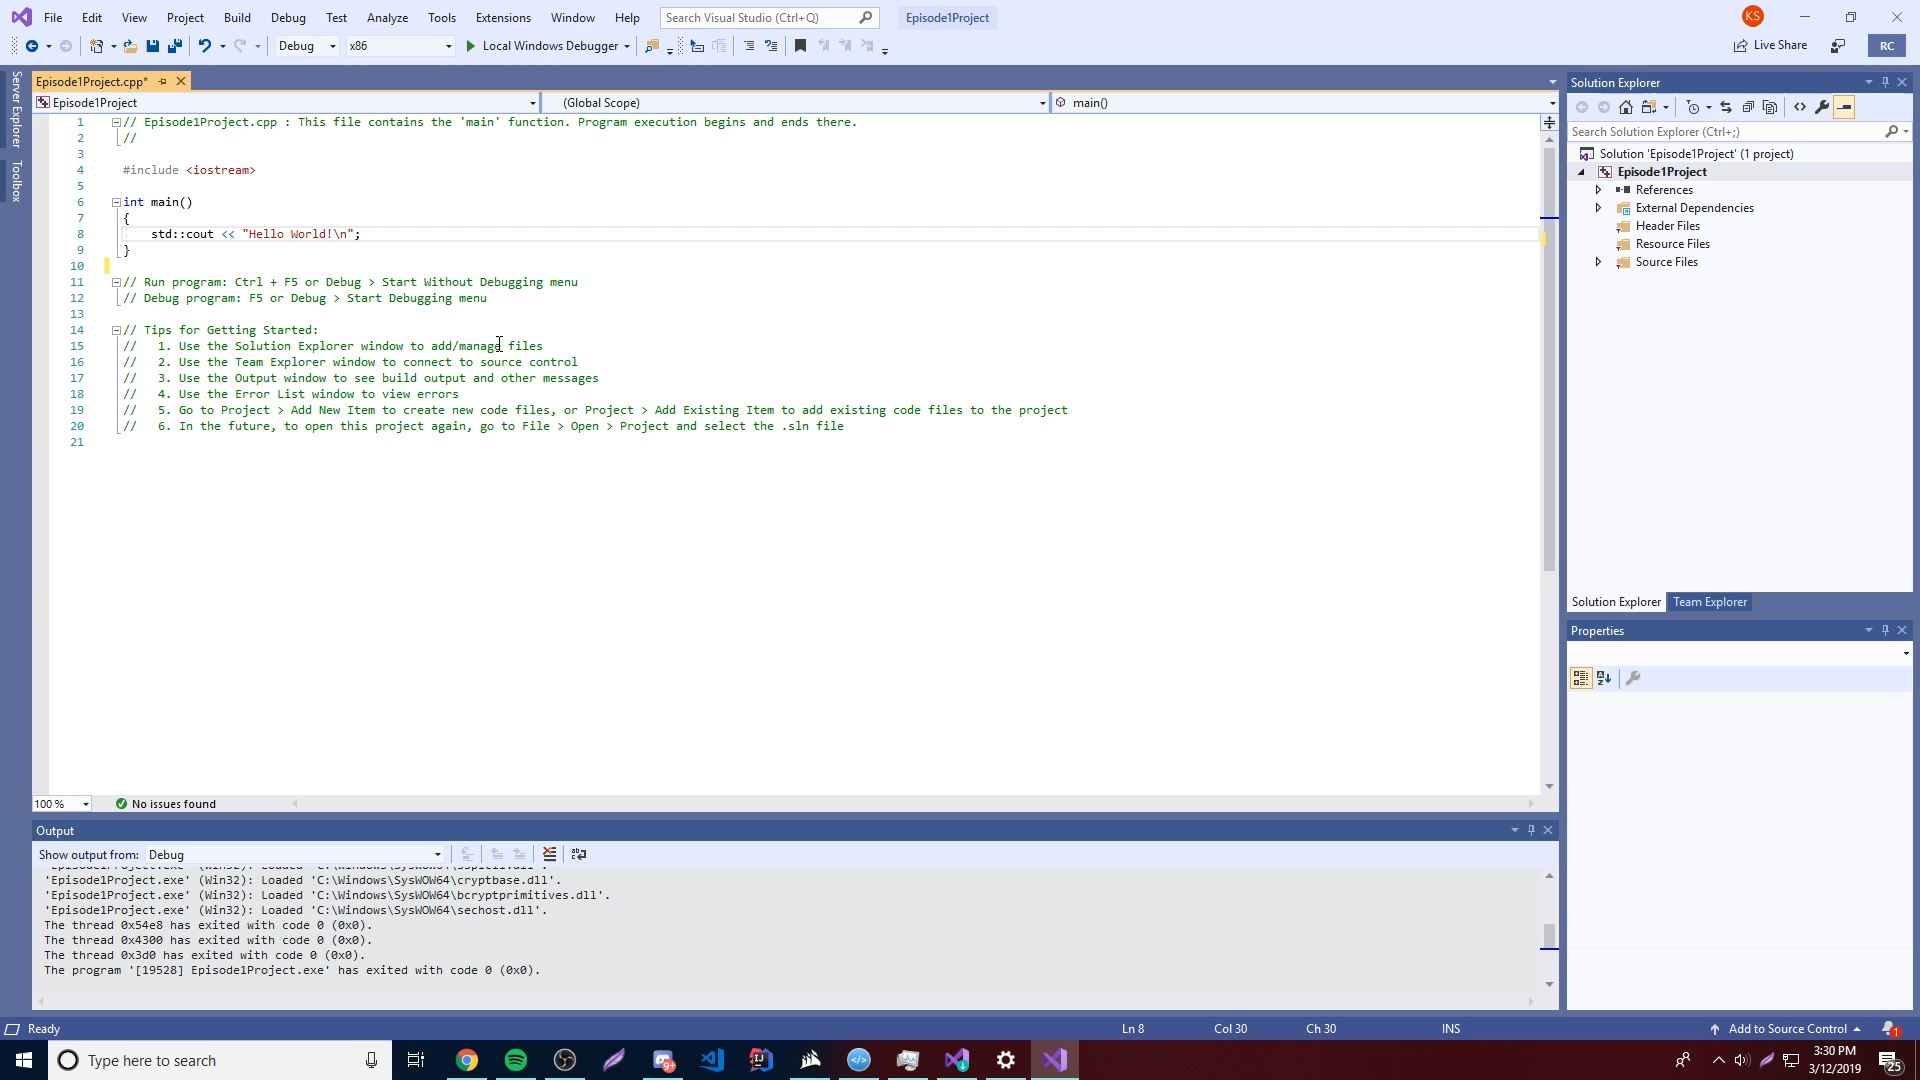 File Edit View Project Build Debug Test Analyze Tools Extensions Window Help Search Visual Studio (Ctrl+Q) Episode1Project KS
Debug x86 Local Windows Debugger Live Share RC
Server Explorer
Toolbox
Episode1Project.cpp*
Episode1Project (Global Scope) main()
1 // Episode1Project.cpp : This file contains the 'main' function. Program execution begins and ends there.
2 //
3
4 #include <iostream>
5
6 int main()
7 {
8 std::cout << "Hello World!\n";
9 }
10
11 // Run program: Ctrl + F5 or Debug > Start Without Debugging menu
12 // Debug program: F5 or Debug > Start Debugging menu
13
14 // Tips for Getting Started:
15 // 1. Use the Solution Explorer window to add/manage files
16 // 2. Use the Team Explorer window to connect to source control
17 // 3. Use the Output window to see build output and other messages
18 // 4. Use the Error List window to view errors
19 // 5. Go to Project > Add New Item to create new code files, or Project > Add Existing Item to add existing code files to the project
20 // 6. In the future, to open this project again, go to File > Open > Project and select the .sln file
21
100 % No issues found
Solution Explorer
Search Solution Explorer (Ctrl+;)
Solution 'Episode1Project' (1 project)
Episode1Project
References
External Dependencies
Header Files
Resource Files
Source Files
Solution Explorer Team Explorer
Properties
Output
Show output from: Debug
'Episode1Project.exe' (Win32): Loaded 'C:\Windows\SysWOW64\cryptbase.dll'.
'Episode1Project.exe' (Win32): Loaded 'C:\Windows\SysWOW64\bcryptprimitives.dll'.
'Episode1Project.exe' (Win32): Loaded 'C:\Windows\SysWOW64\sechost.dll'.
The thread 0x54e8 has exited with code 0 (0x0).
The thread 0x4300 has exited with code 0 (0x0).
The thread 0x3d0 has exited with code 0 (0x0).
The program '[19528] Episode1Project.exe' has exited with code 0 (0x0).
Ready Ln 8 Col 30 Ch 30 INS Add to Source Control 1
Type here to search 9+ 3:30 PM
3/12/2019 25